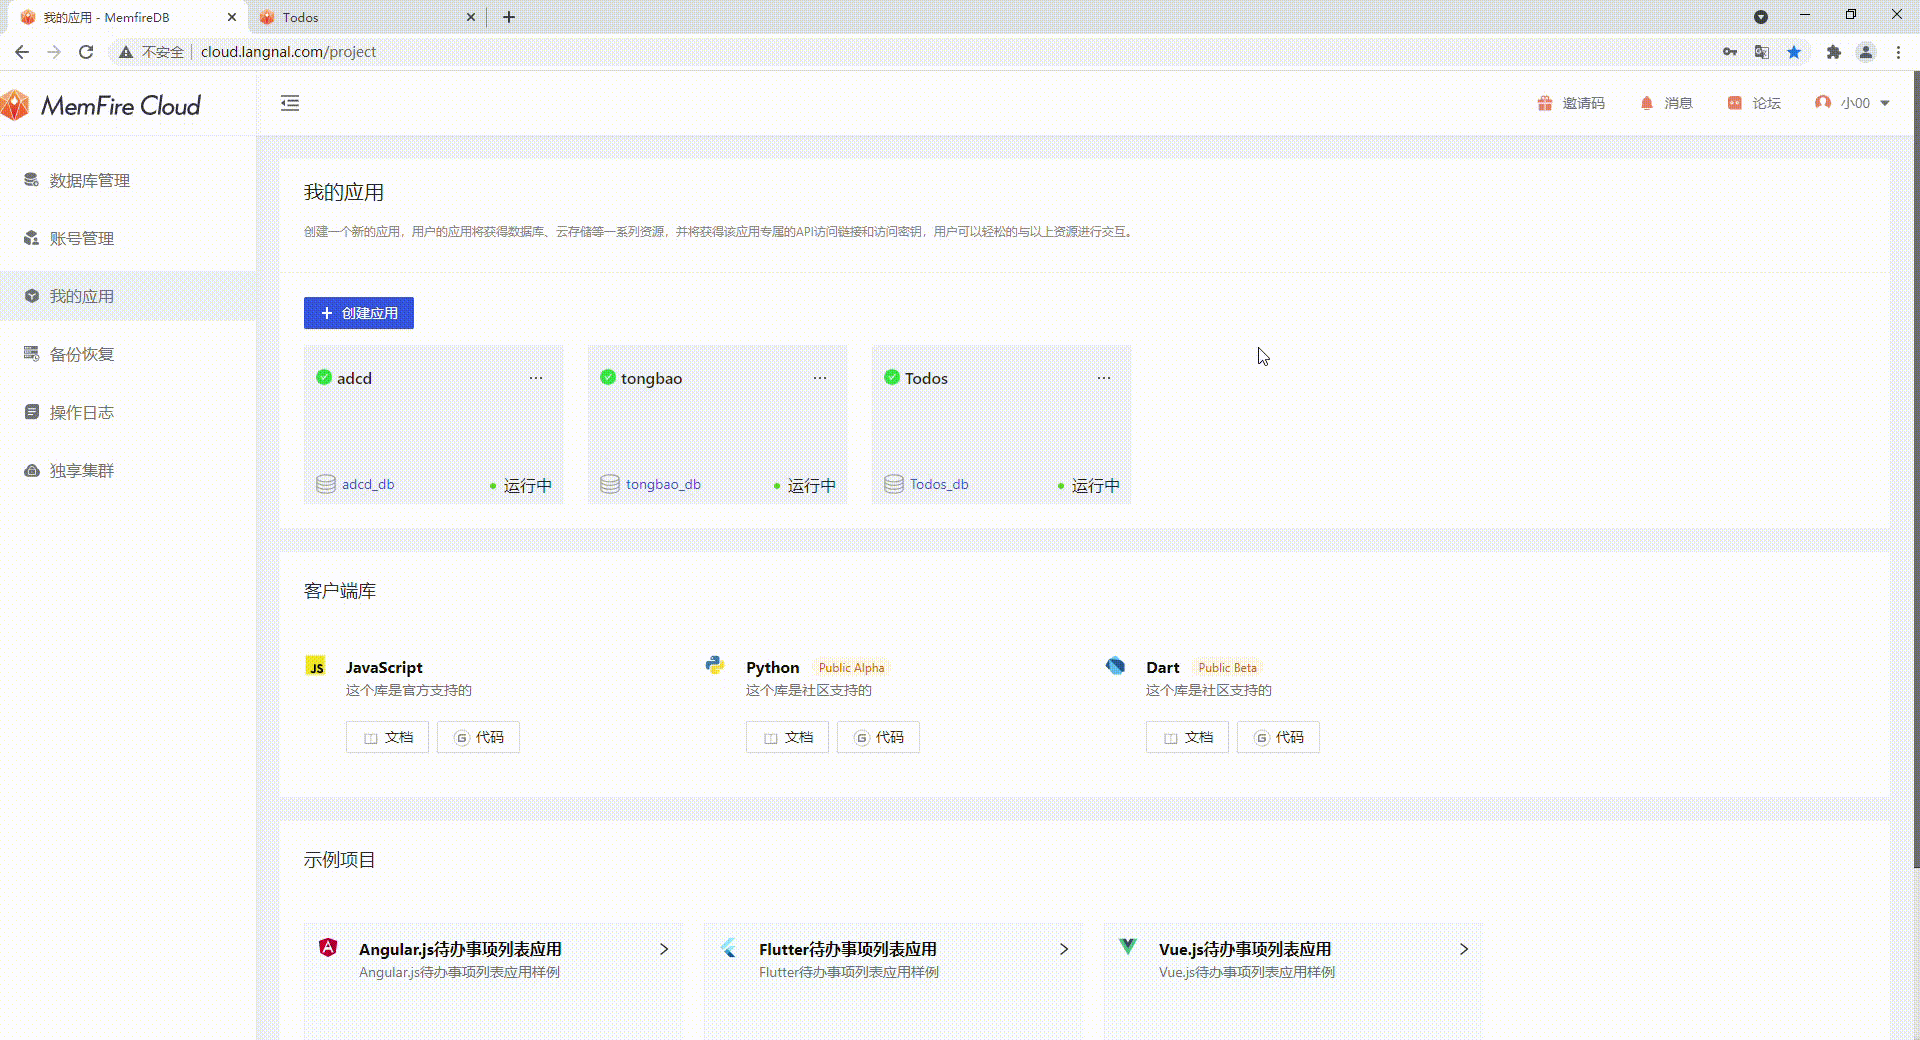 我的应用 - MemfireDB
Todos
不安全 cloud.langnal.com/project
MemFire Cloud
邀请码 消息 论坛 小00
数据库管理
账号管理
我的应用
备份恢复
操作日志
独享集群
我的应用
创建一个新的应用，用户的应用将获得数据库、云存储等一系列资源，并将获得该应用专属的API访问链接和访问密钥，用户可以轻松的与以上资源进行交互。
+ 创建应用
adcd ···
adcd_db 运行中
tongbao ···
tongbao_db 运行中
Todos ···
Todos_db 运行中
客户端库
JS JavaScript
这个库是官方支持的
文档 G 代码
Python Public Alpha
这个库是社区支持的
文档 G 代码
Dart Public Beta
这个库是社区支持的
文档 G 代码
示例项目
Angular.js待办事项列表应用
Angular.js待办事项列表应用样例
Flutter待办事项列表应用
Flutter待办事项列表应用样例
Vue.js待办事项列表应用
Vue.js待办事项列表应用样例